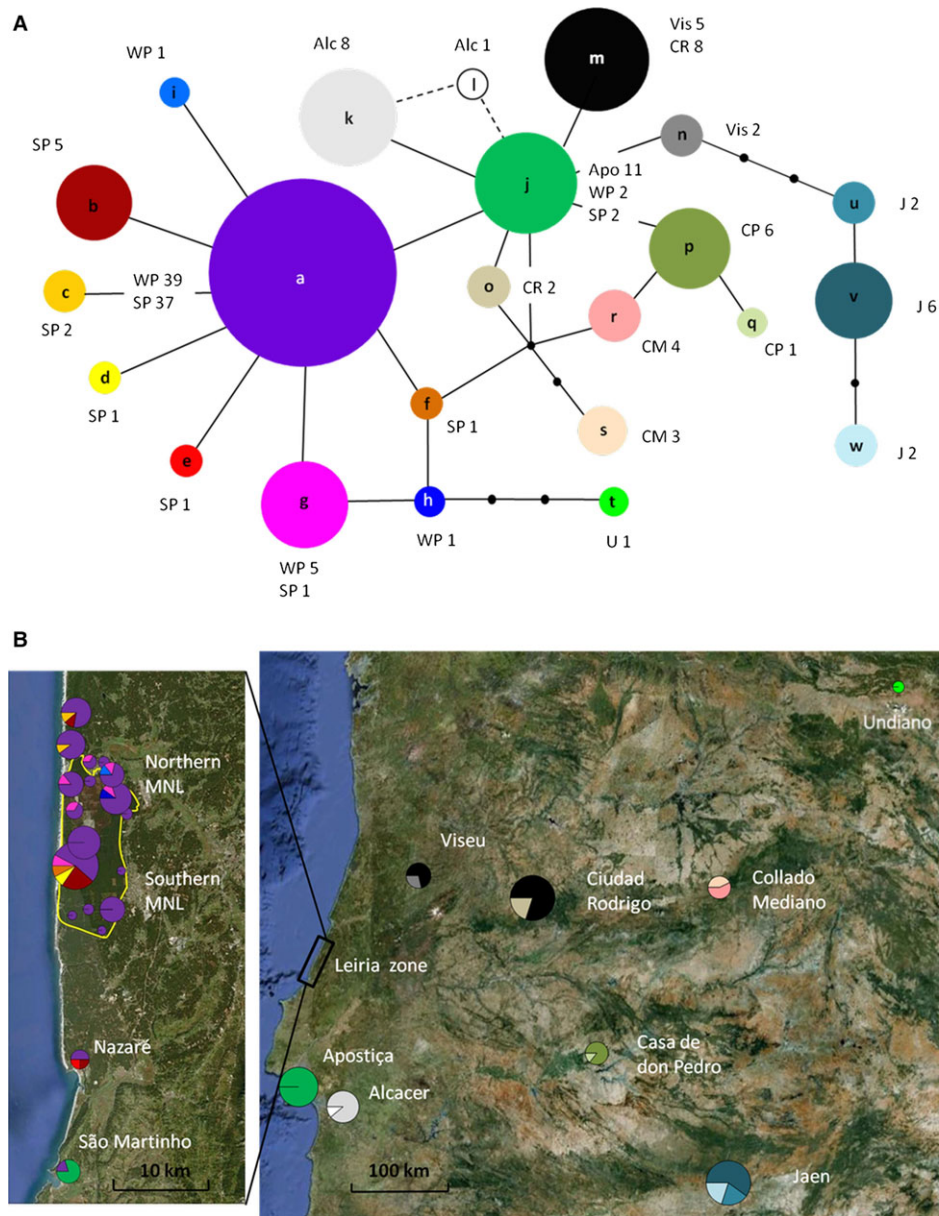 A
WP 1
Alc 8
Alc 1
Vis 5
CR 8
i
l
m
k
SP 5
n
Vis 2
b
j
Apo 11
WP 2
SP 2
u
J 2
a
p
CP 6
c
WP 39
SP 37
o
CR 2
v
J 6
SP 2
r
q
CM 4
CP 1
d
f
SP 1
SP 1
s
CM 3
w
J 2
e
SP 1
g
h
t
WP 1
U 1
WP 5
SP 1
B
Northern
MNL
Southern
MNL
Nazaré
São Martinho
10 km
Undiano
Viseu
Ciudad
Rodrigo
Collado
Mediano
Leiria zone
Casa de
don Pedro
Apostiça
Alcacer
100 km
Jaen